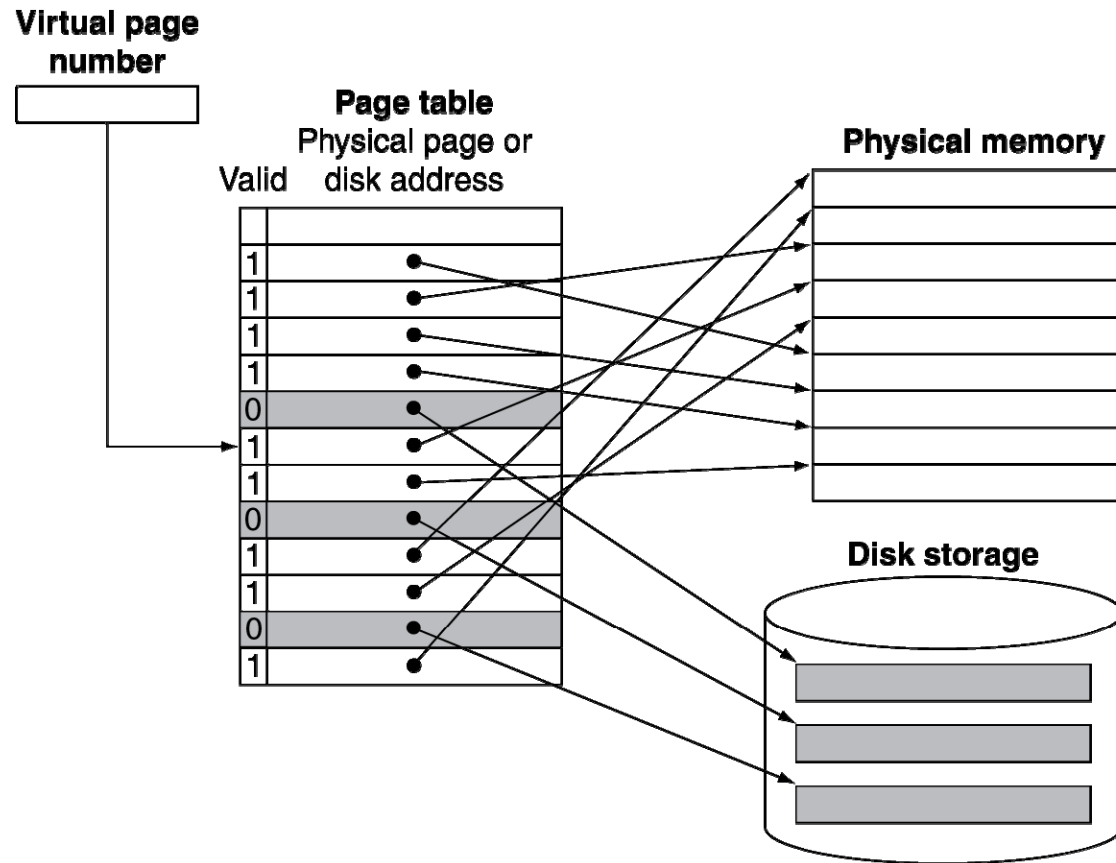 Virtual page
number
Page table
Physical page or
Valid disk address
Physical memory
1
1
1
1
0
1
1
0
1
1
0
1
Disk storage